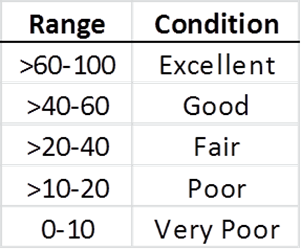 Range Condition
>60-100 Excellent
>40-60 Good
>20-40 Fair
>10-20 Poor
0-10 Very Poor